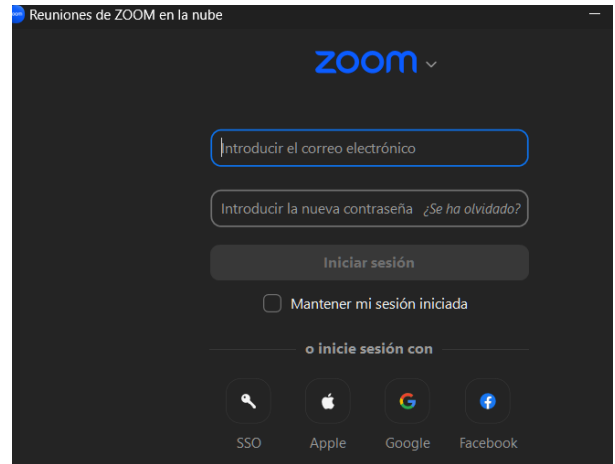 zoom Reuniones de ZOOM en la nube
zoom
Introducir el correo electrónico
Introducir la nueva contraseña ¿Se ha olvidado?
Iniciar sesión
Mantener mi sesión iniciada
o inicie sesión con
SSO Apple Google Facebook